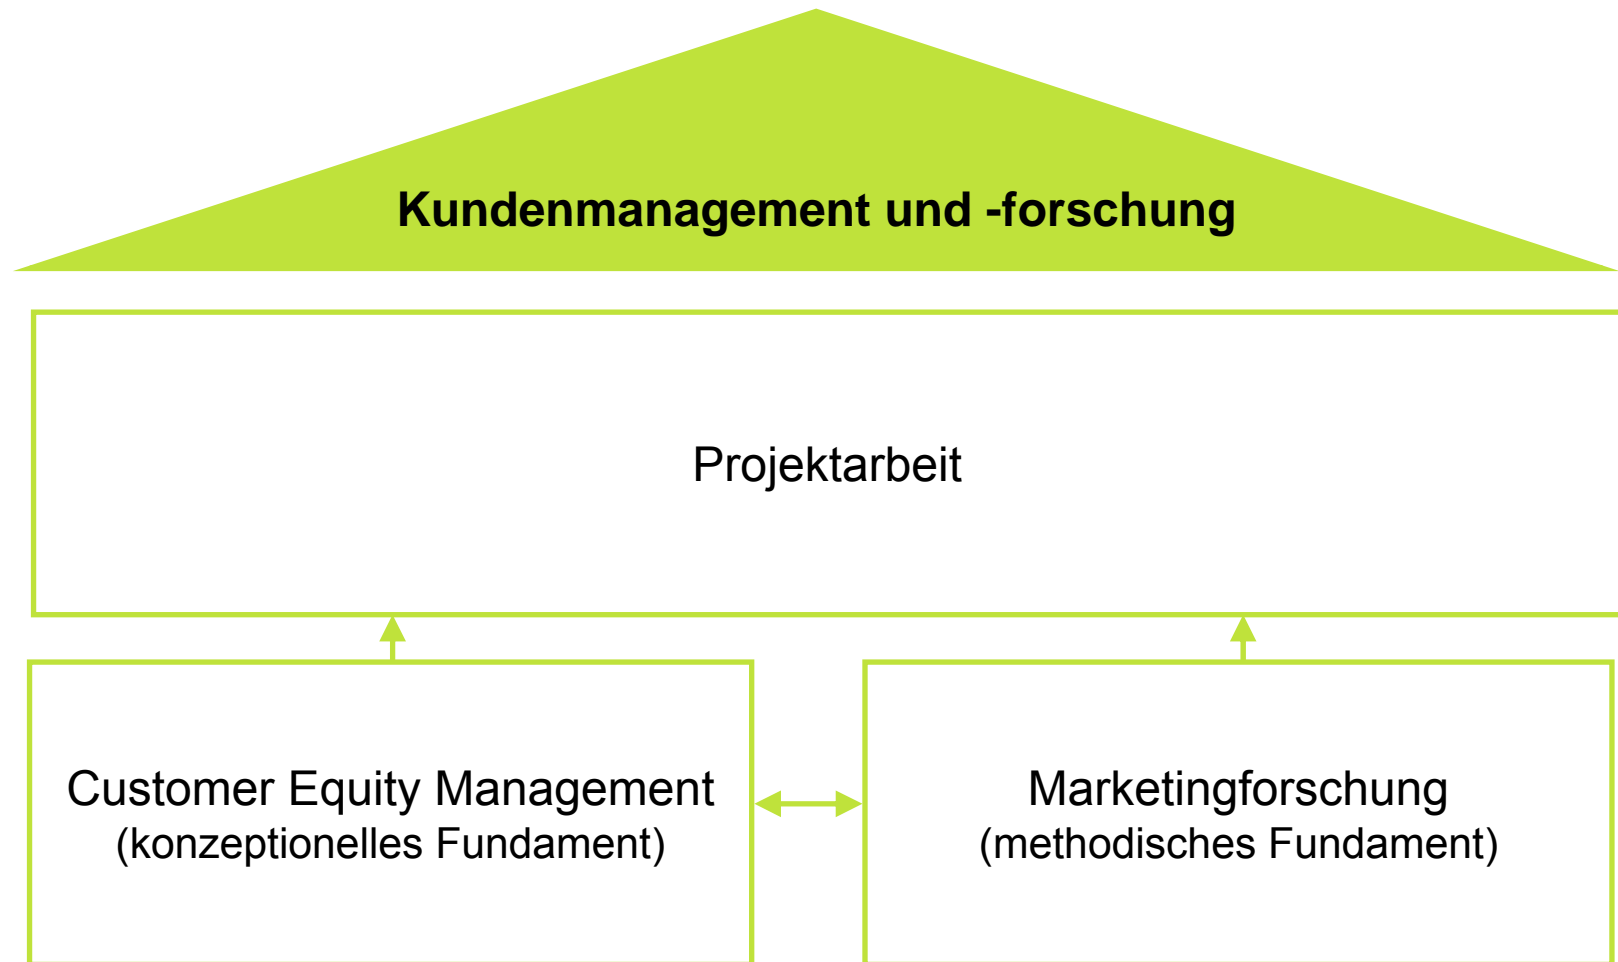 Kundenmanagement und -forschung
Projektarbeit
Customer Equity Management
(konzeptionelles Fundament)
Marketingforschung
(methodisches Fundament)